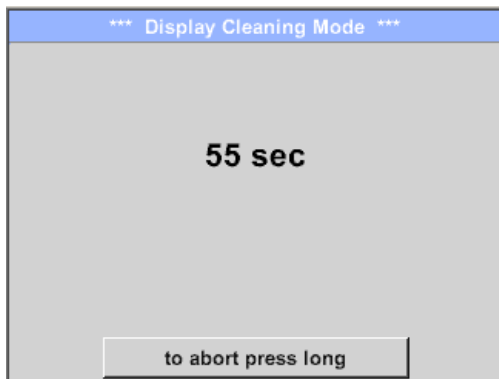 *** Display Cleaning Mode ***
55 sec
to abort press long